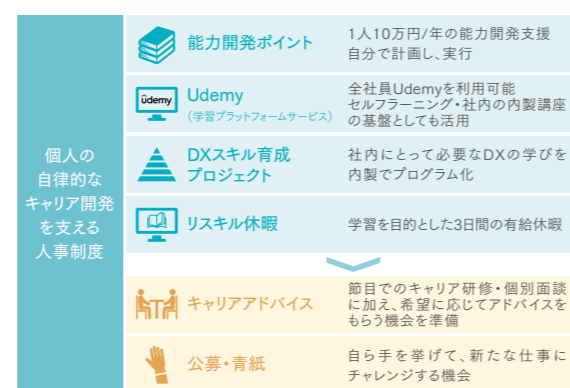 個人の
自律的な
キャリア開発
を支える
人事制度
能力開発ポイント
1人10万円/年の能力開発支援
自分で計画し、実行
ûdemy
Udemy
（学習プラットフォームサービス）
全社員Udemyを利用可能
セルフラーニング・社内の内製講座
の基盤としても活用
DXスキル育成
プロジェクト
社内にとって必要なDXの学びを
内製でプログラム化
リスキル休暇
学習を目的とした3日間の有給休暇
キャリアアドバイス
節目でのキャリア研修・個別面談
に加え、希望に応じてアドバイスを
もらう機会を準備
公募・青紙
自ら手を挙げて、新たな仕事に
チャレンジする機会